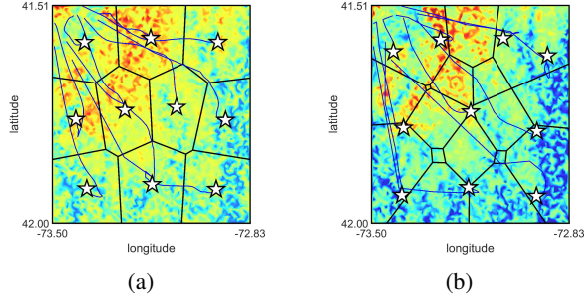 41.51
latitude
42.00
-73.50
-72.83
longitude
(a)
41.51
latitude
42.00
-73.50
-72.83
longitude
(b)